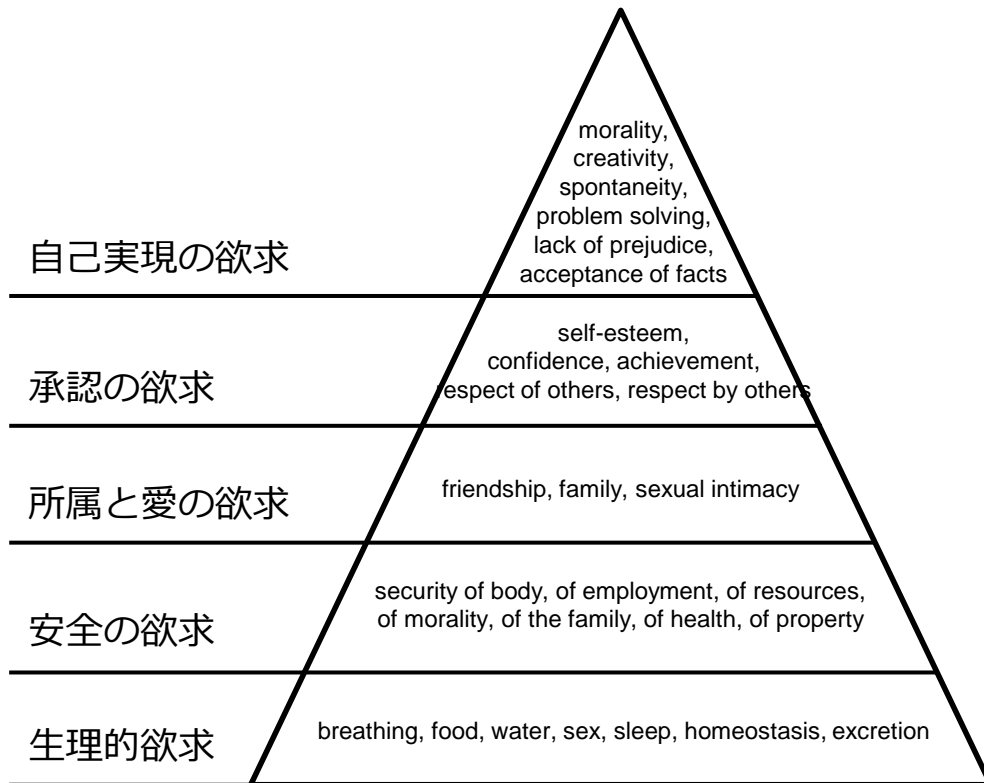 morality,
creativity,
spontaneity,
problem solving,
lack of prejudice,
acceptance of facts
自己実現の欲求
self-esteem,
confidence, achievement,
respect of others, respect by others
承認の欲求
friendship, family, sexual intimacy
所属と愛の欲求
security of body, of employment, of resources,
of morality, of the family, of health, of property
安全の欲求
breathing, food, water, sex, sleep, homeostasis, excretion
生理的欲求